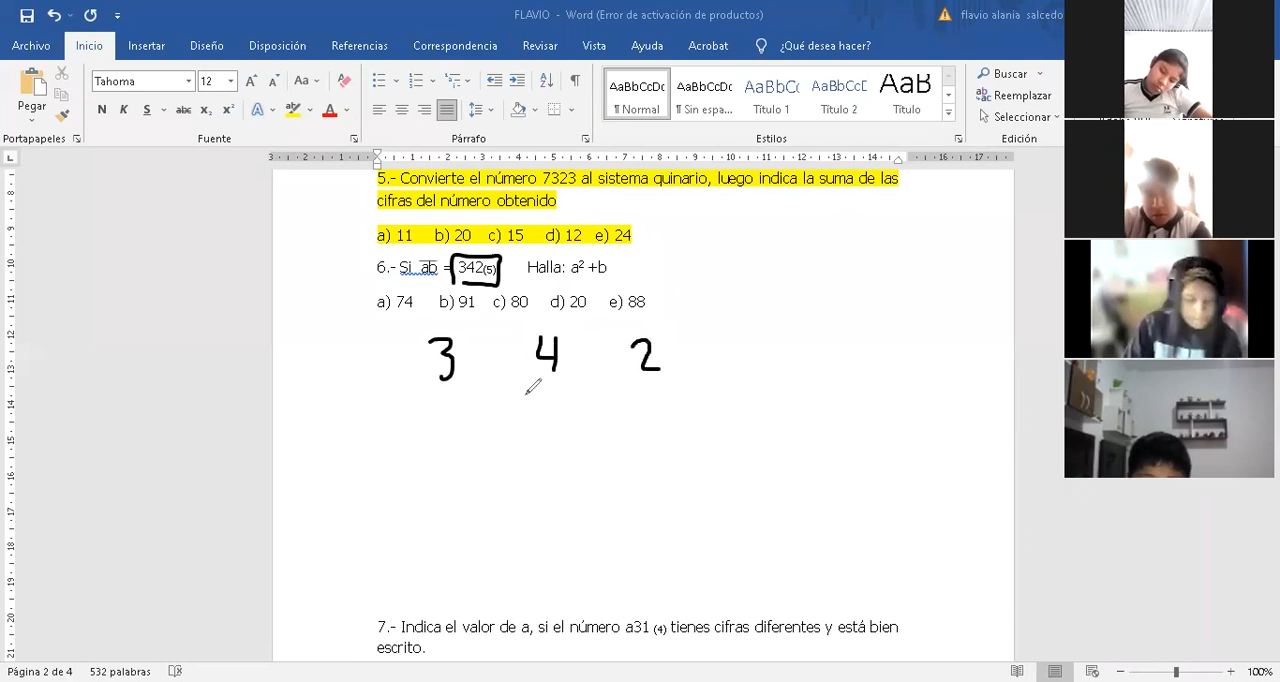 FLAVIO - Word (Error de activación de productos)
flavio alania salcedo
Archivo Inicio Insertar Diseño Disposición Referencias Correspondencia Revisar Vista Ayuda Acrobat ¿Qué desea hacer?
Pegar
Tahoma 12
N K S abc x₂ x²
AaBbCcDc AaBbCcDc AaBbC( AaBbCcC AaB
¶ Normal ¶ Sin espa... Título 1 Título 2 Título
Buscar
Reemplazar
Seleccionar
Portapapeles Fuente Párrafo Estilos Edición
5.- Convierte el número 7323 al sistema quinario, luego indica la suma de las
cifras del número obtenido
a) 11 b) 20 c) 15 d) 12 e) 24
6.- Si ab = 342(5) Halla: a² +b
a) 74 b) 91 c) 80 d) 20 e) 88
3 4 2
7.- Indica el valor de a, si el número a31 (4) tienes cifras diferentes y está bien
escrito.
Página 2 de 4 532 palabras 100%